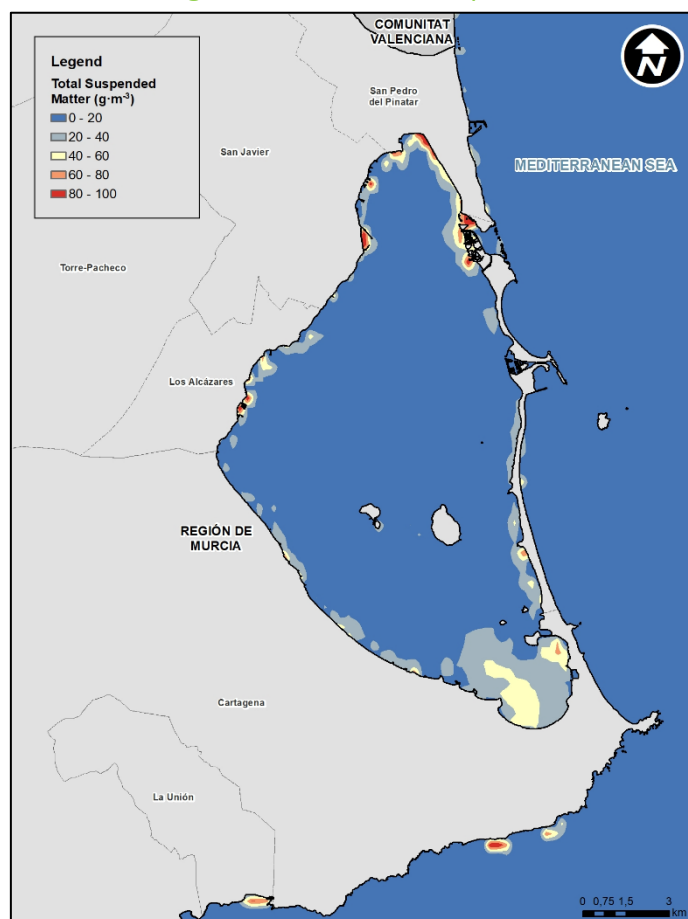 COMUNITAT
VALENCIANA
Legend
Total Suspended
Matter (g·m⁻³)
0 - 20
20 - 40
40 - 60
60 - 80
80 - 100
N
San Pedro
del Pinatar
San Javier
MEDITERRANEAN SEA
Torre-Pacheco
Los Alcázares
REGIÓN DE
MURCIA
Cartagena
La Unión
0 0,75 1,5 3
km